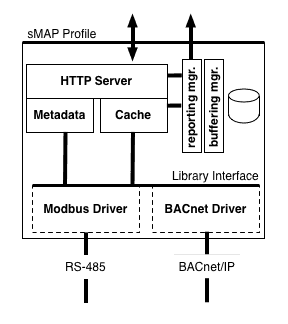 sMAP Profile
HTTP Server
Metadata
Cache
reporting mgr.
buffering mgr.
Library Interface
Modbus Driver
BACnet Driver
RS-485
BACnet/IP